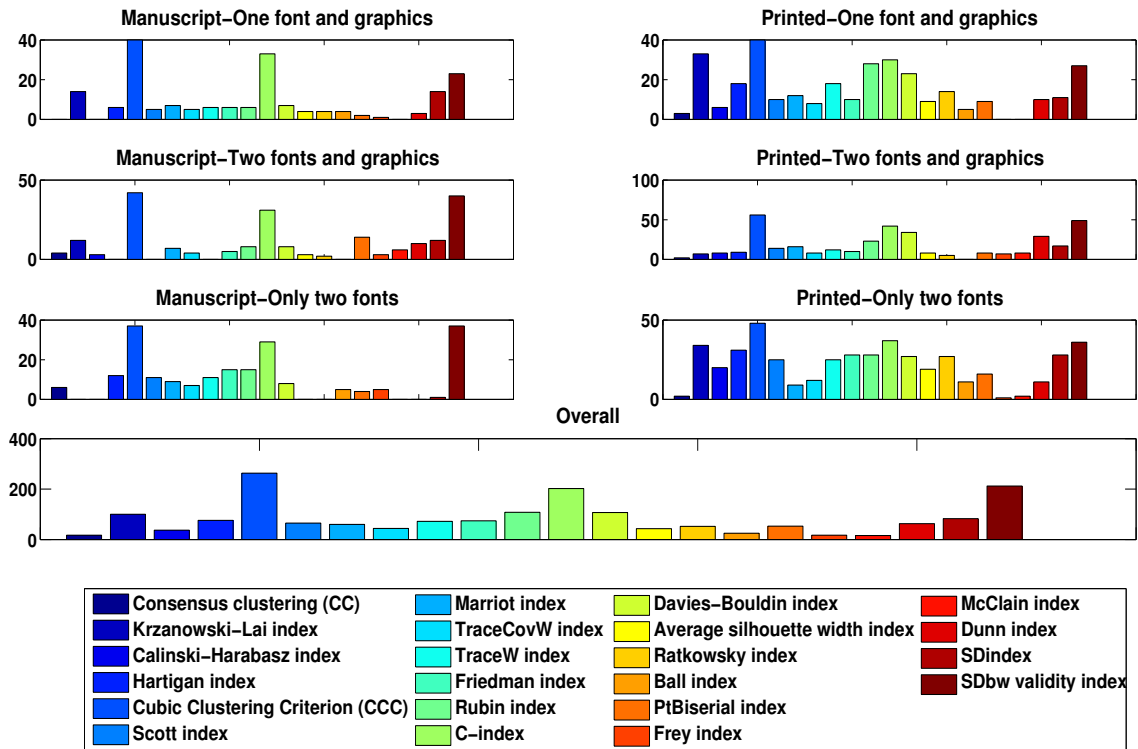 Manuscript−One font and graphics
40
20
0
Printed−One font and graphics
40
20
0
Manuscript−Two fonts and graphics
50
0
Printed−Two fonts and graphics
100
50
0
Manuscript−Only two fonts
40
20
0
Printed−Only two fonts
50
0
Overall
400
200
0
Consensus clustering (CC)
Krzanowski−Lai index
Calinski−Harabasz index
Hartigan index
Cubic Clustering Criterion (CCC)
Scott index
Marriot index
TraceCovW index
TraceW index
Friedman index
Rubin index
C−index
Davies−Bouldin index
Average silhouette width index
Ratkowsky index
Ball index
PtBiserial index
Frey index
McClain index
Dunn index
SDindex
SDbw validity index